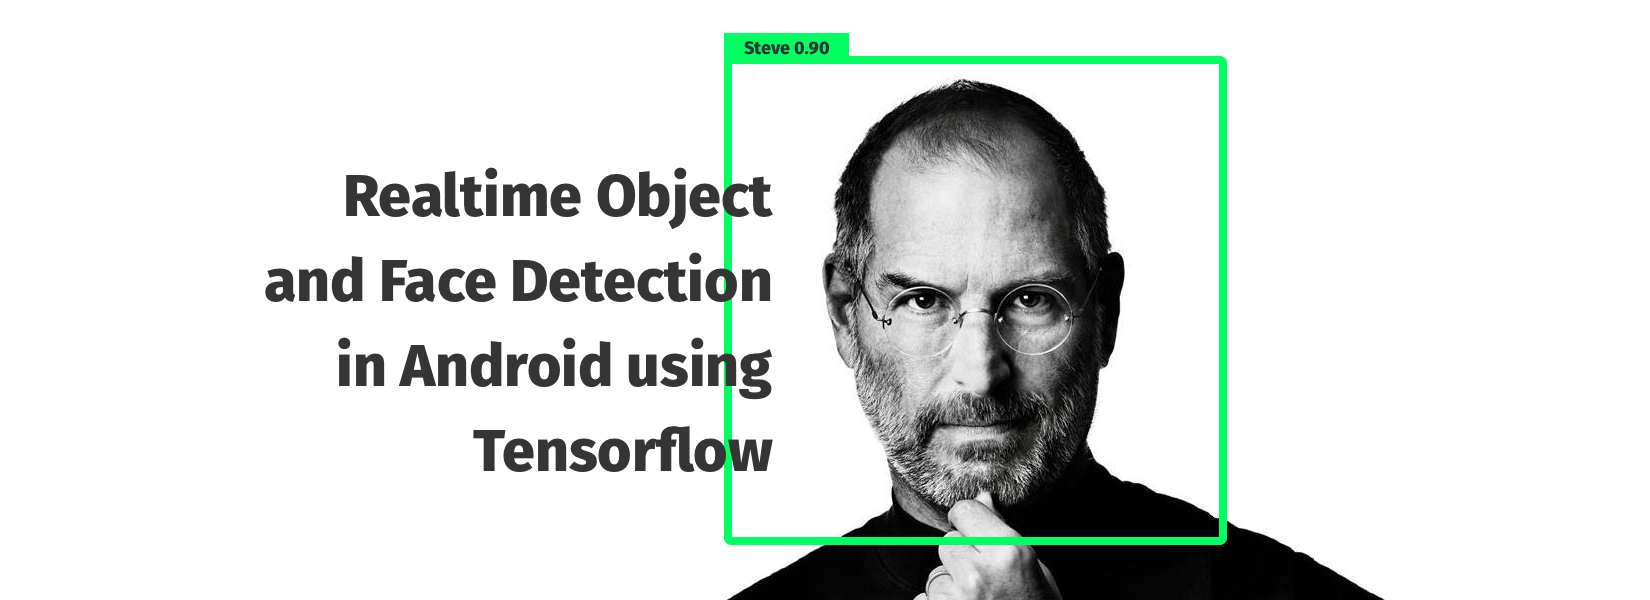 Steve 0.90
Realtime Object
and Face Detection
in Android using
Tensorflow